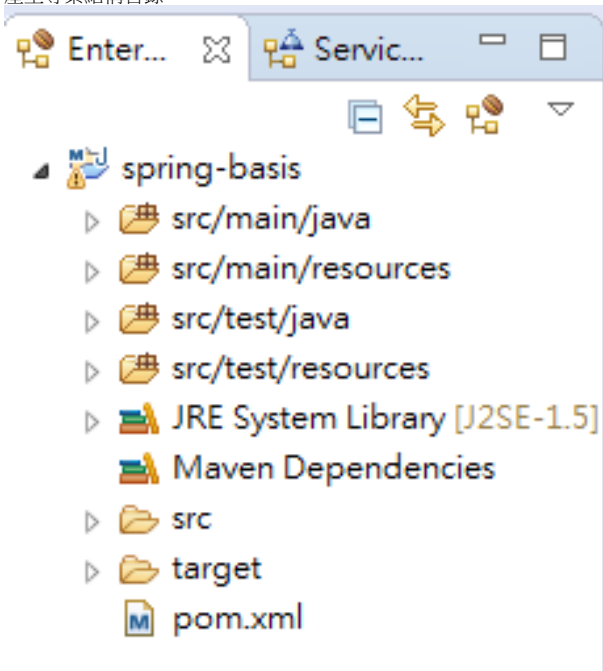 Enter... Servic...
spring-basis
src/main/java
src/main/resources
src/test/java
src/test/resources
JRE System Library [J2SE-1.5]
Maven Dependencies
src
target
pom.xml